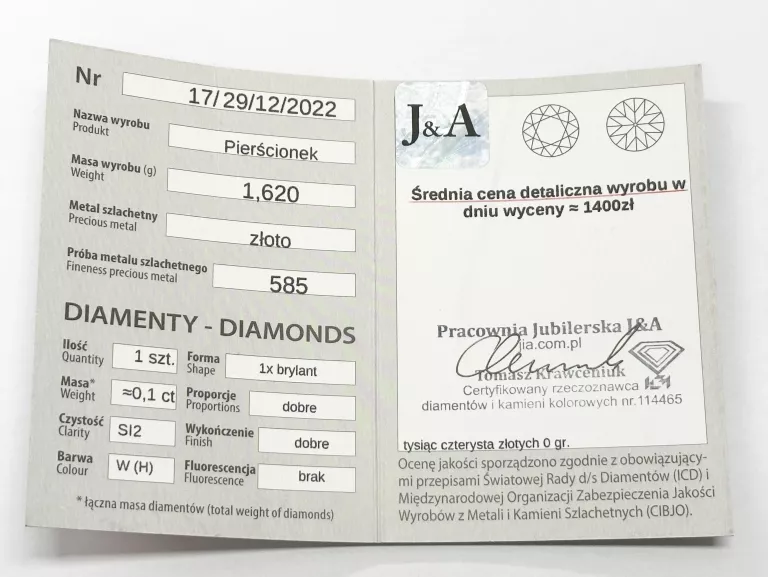 Nr 17/29/12/2022
Nazwa wyrobu
Produkt
Pierścionek
Masa wyrobu (g)
Weight
1,620
Metal szlachetny
Precious metal
złoto
Próba metalu szlachetnego
Fineness precious metal
585
DIAMENTY - DIAMONDS
Ilość
Quantity
1 szt.
Forma
Shape
1x brylant
Masa*
Weight
≈0,1 ct
Proporcje
Proportions
dobre
Czystość
Clarity
SI2
Wykończenie
Finish
dobre
Barwa
Colour
W (H)
Fluorescencja
Fluorescence
brak
* łączna masa diamentów (total weight of diamonds)
J&A
Średnia cena detaliczna wyrobu w
dniu wyceny ≈ 1400zł
Pracownia Jubilerska J&A
jia.com.pl
Tomasz Krawceniuk
Certyfikowany rzeczoznawca
diamentów i kamieni kolorowych nr.114465
tysiąc czterysta złotych 0 gr.
Ocenę jakości sporządzono zgodnie z obowiązujący-
mi przepisami Światowej Rady d/s Diamentów (ICD) i
Międzynarodowej Organizacji Zabezpieczenia Jakości
Wyrobów z Metali i Kamieni Szlachetnych (CIBJO).